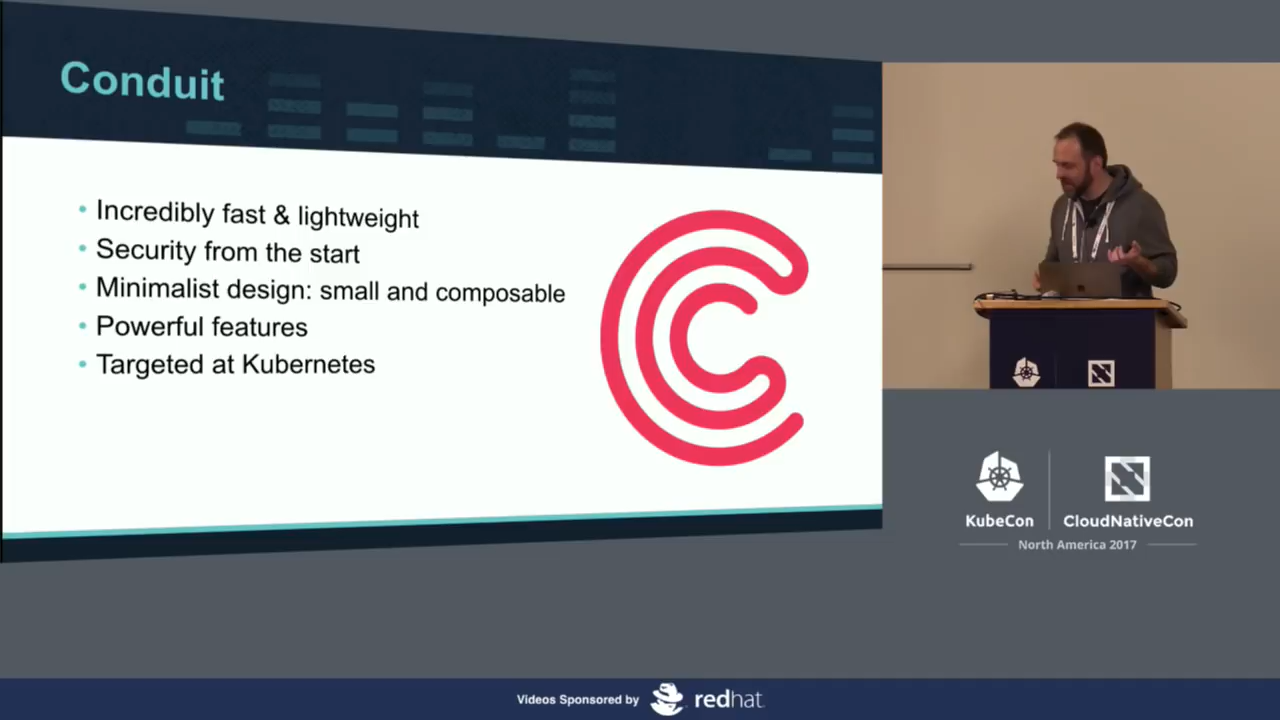 Conduit
• Incredibly fast & lightweight
• Security from the start
• Minimalist design: small and composable
• Powerful features
• Targeted at Kubernetes
KubeCon
CloudNativeCon
North America 2017
Videos Sponsored by
redhat